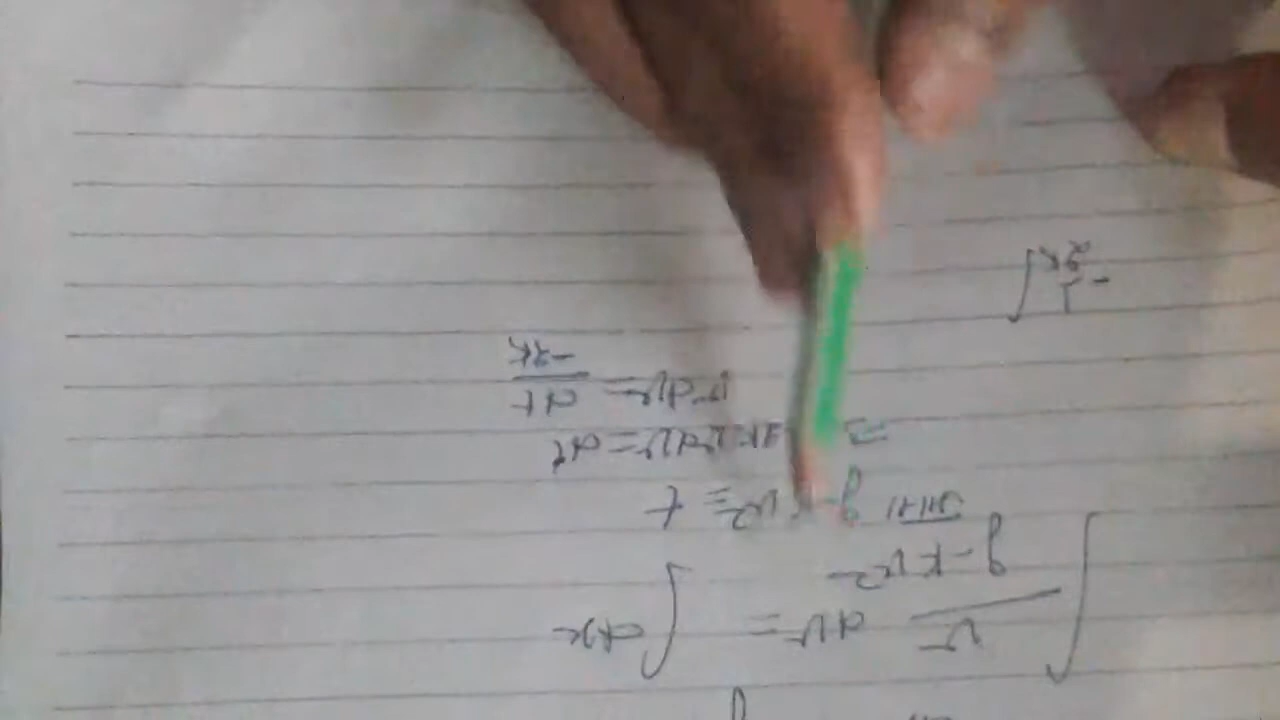 ∫ v/(g-kv²) dv = ∫ dx
g-kv² = t
= -2kv dv = dt
v dv = dt/-2k
∫ -1/2k